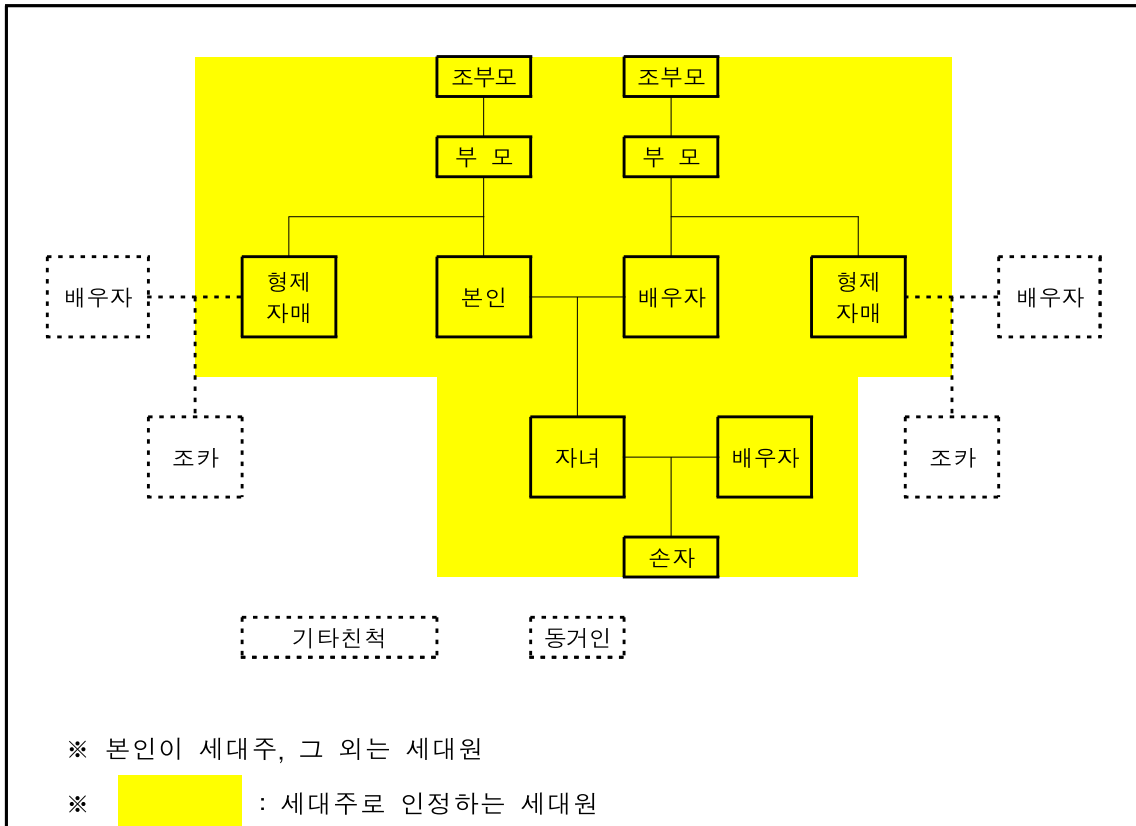 조부모 조부모
부 모 부 모
배우자 형제 자매 본인 배우자 형제 자매 배우자
조카 자녀 배우자 조카
손자
기타친척 동거인
※ 본인이 세대주, 그 외는 세대원
※ : 세대주로 인정하는 세대원